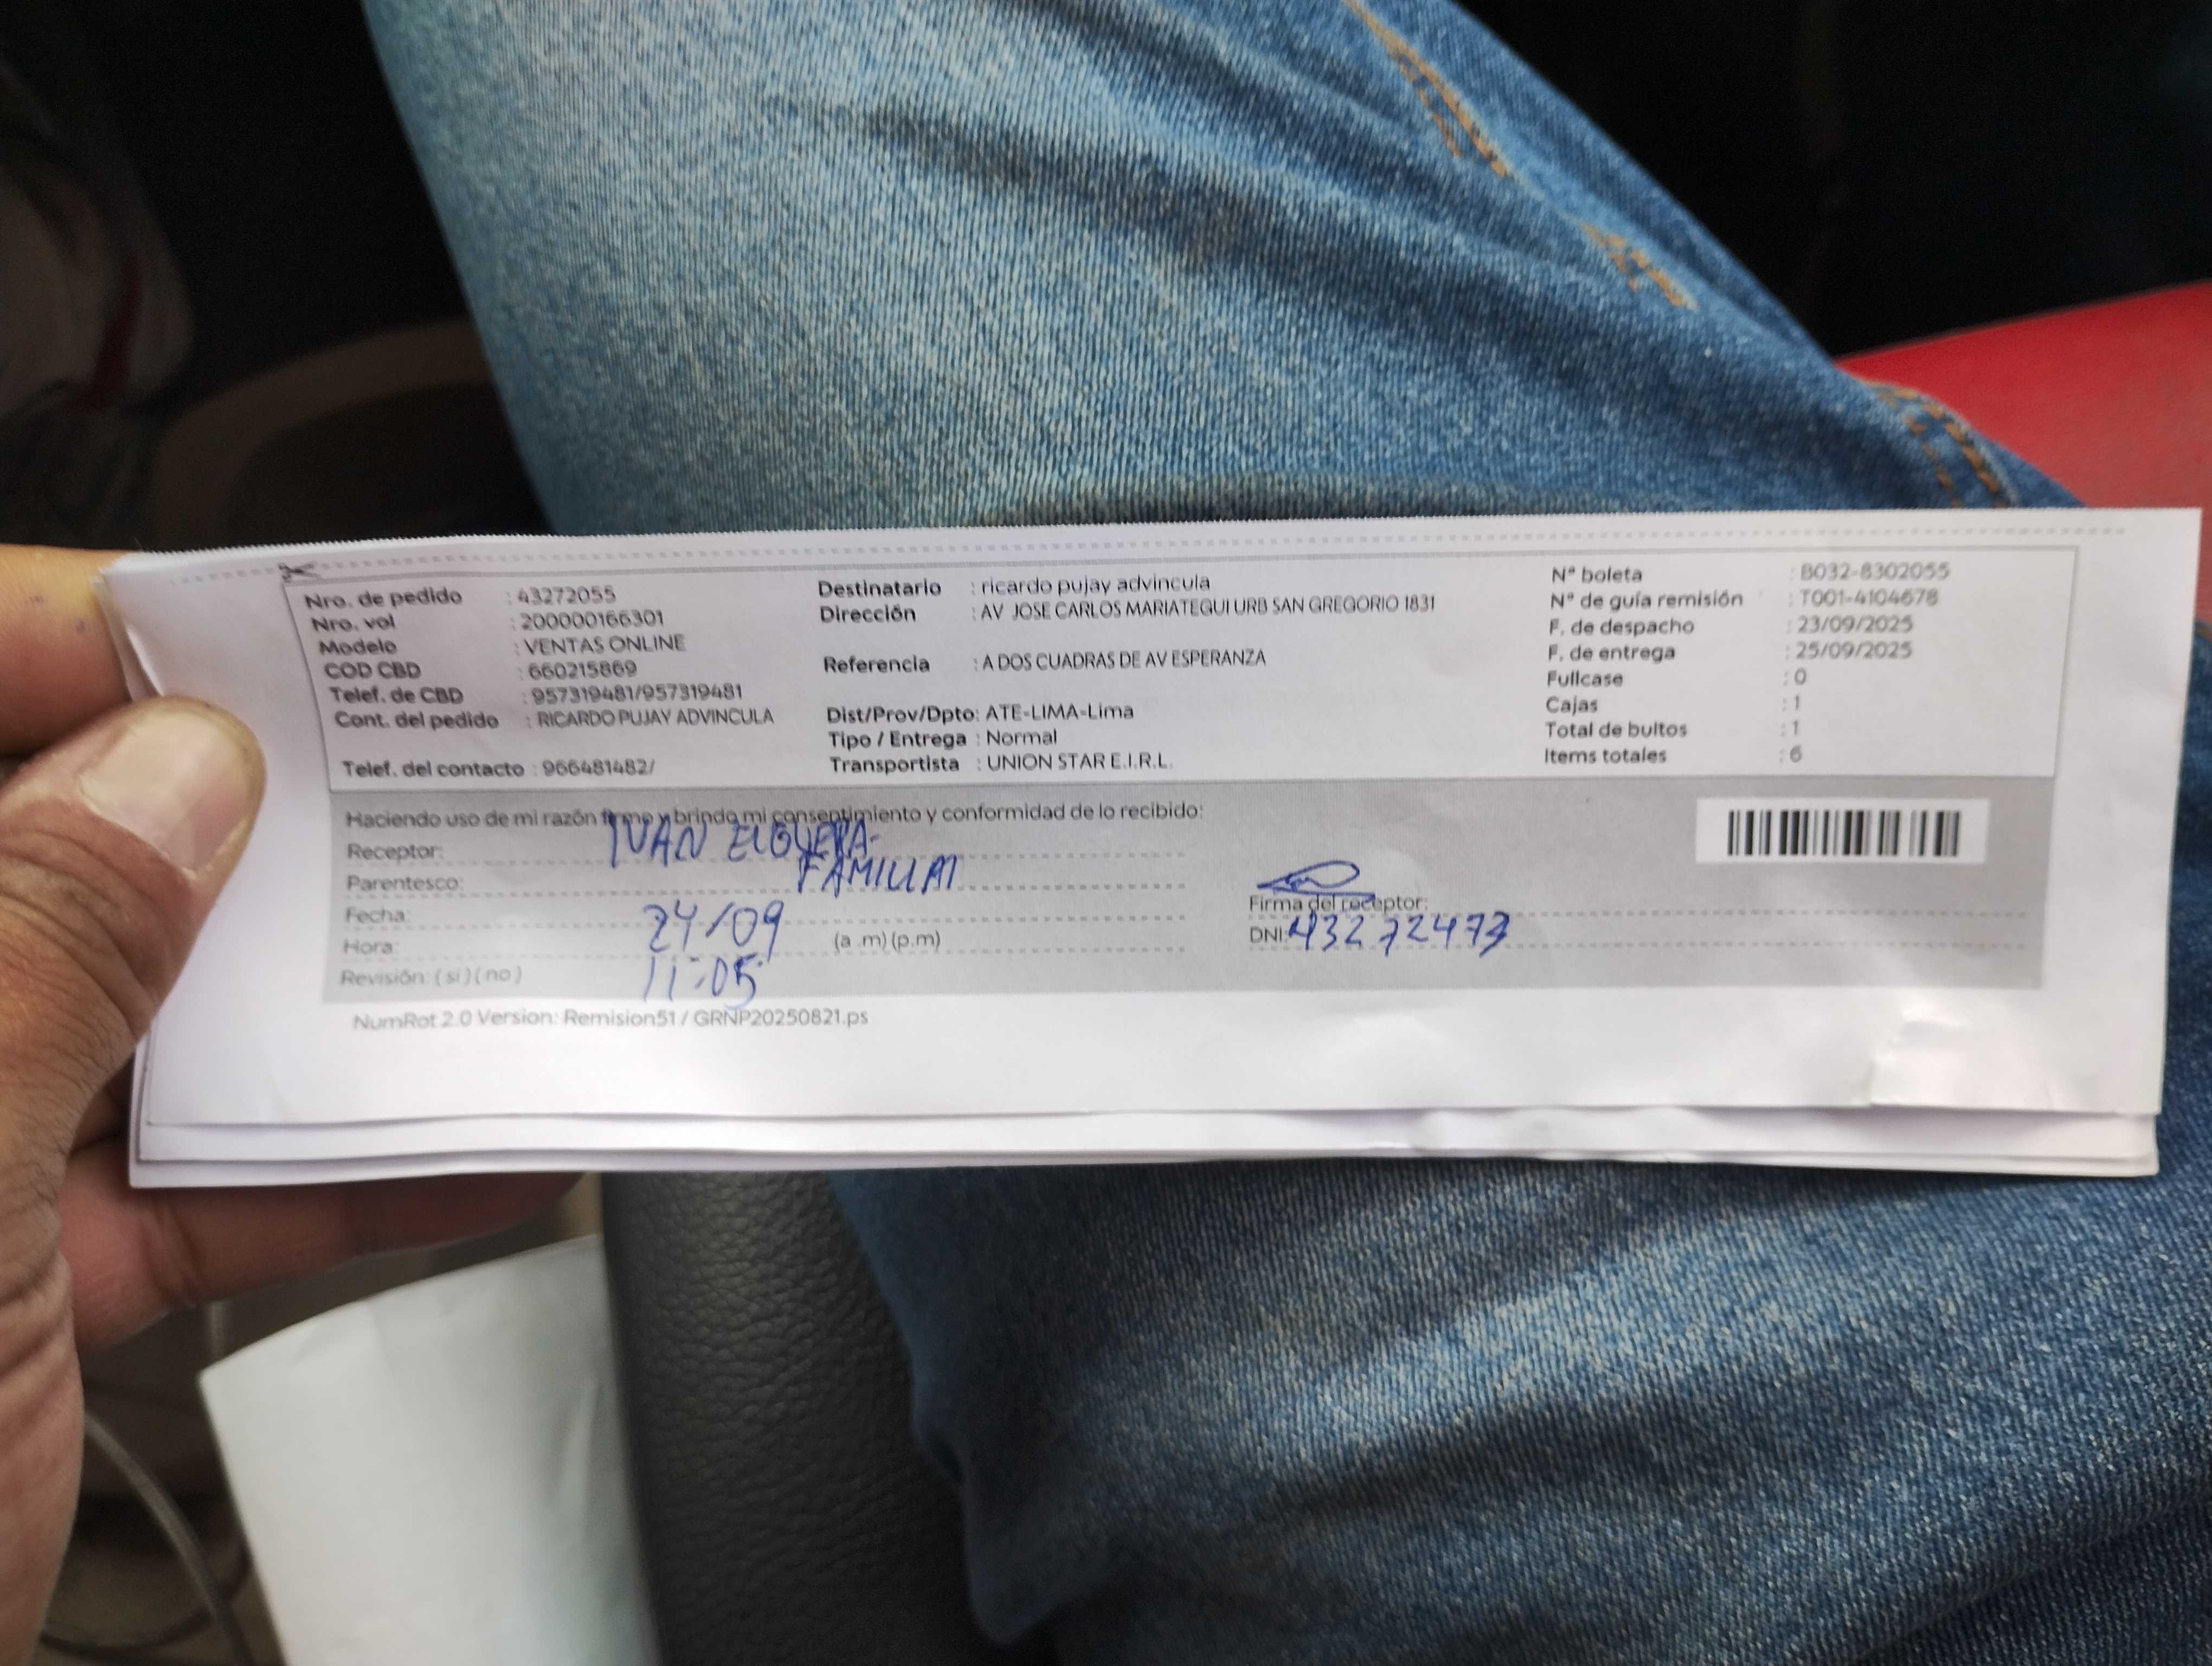 Nro. de pedido : 43272055
Nro. vol : 200000166301
Modelo : VENTAS ONLINE
COD CBD : 660215869
Telef. de CBD : 957319481/957319481
Cont. del pedido : RICARDO PUJAY ADVINCULA
Telef. del contacto : 966481482/
Destinatario : ricardo pujay advincula
Dirección : AV JOSE CARLOS MARIATEGUI URB SAN GREGORIO 1831
Referencia : A DOS CUADRAS DE AV ESPERANZA
Dist/Prov/Dpto: ATE-LIMA-Lima
Tipo / Entrega : Normal
Transportista : UNION STAR E.I.R.L.
N° boleta : B032-8302055
N° de guía remisión : T001-4104678
F. de despacho : 23/09/2025
F. de entrega : 25/09/2025
Fullcase : 0
Cajas : 1
Total de bultos : 1
Items totales : 6
Haciendo uso de mi razón firmo y brindo mi consentimiento y conformidad de lo recibido:
Receptor: IVAN ElGUERA
Parentesco: FAMILIAR
Fecha: 24/09
Hora: 11:05 (a .m) (p.m)
Revisión: ( si ) ( no )
Firma del receptor:
DNI: 43272473
NumRot 2.0 Version: Remision51 / GRNP20250821.ps